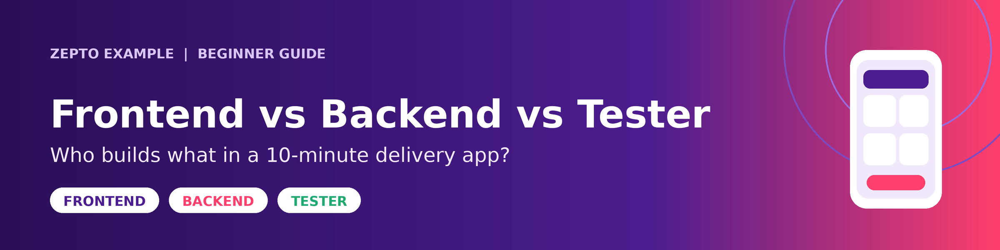 ZEPTO EXAMPLE | BEGINNER GUIDE
Frontend vs Backend vs Tester
Who builds what in a 10-minute delivery app?
FRONTEND BACKEND TESTER